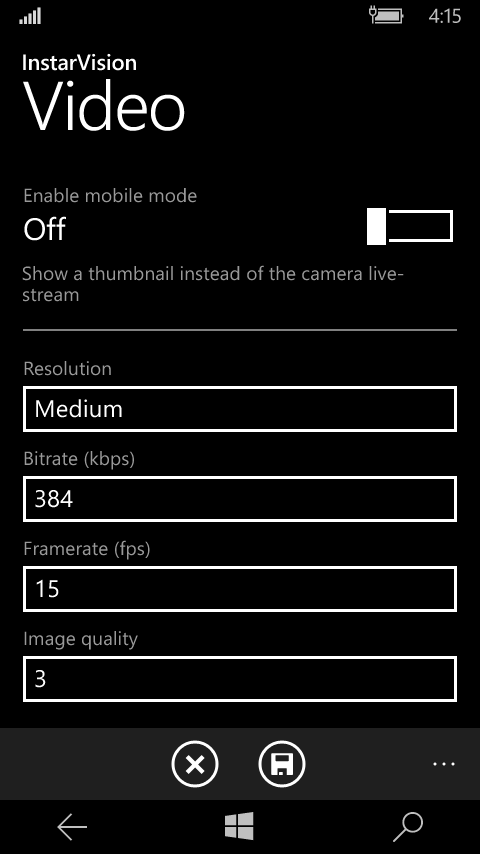 4:15
InstarVision
Video
Enable mobile mode
Off
Show a thumbnail instead of the camera live-
stream
Resolution
Medium
Bitrate (kbps)
384
Framerate (fps)
15
Image quality
3